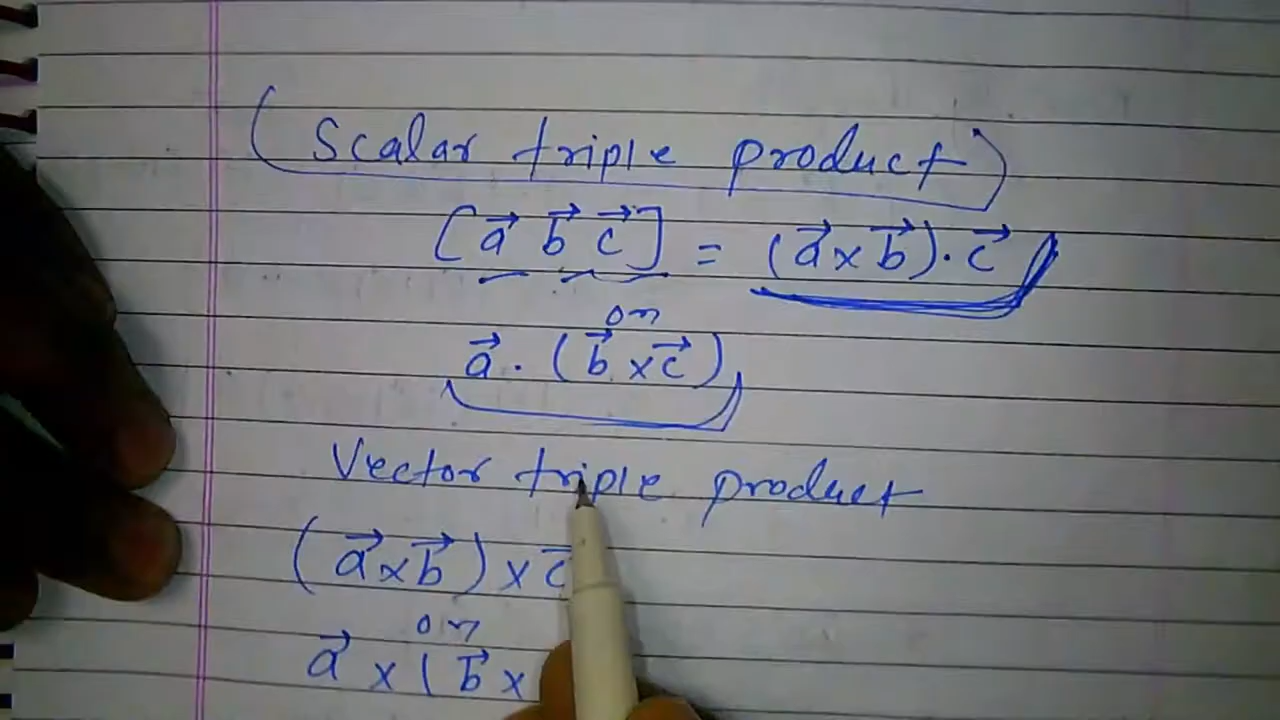 (Scalar triple product)
[a⃗ b⃗ c⃗] = (a⃗ × b⃗) · c⃗
or
a⃗ · (b⃗ × c⃗)
Vector triple product
(a⃗ × b⃗) × c⃗
or
a⃗ × (b⃗ ×